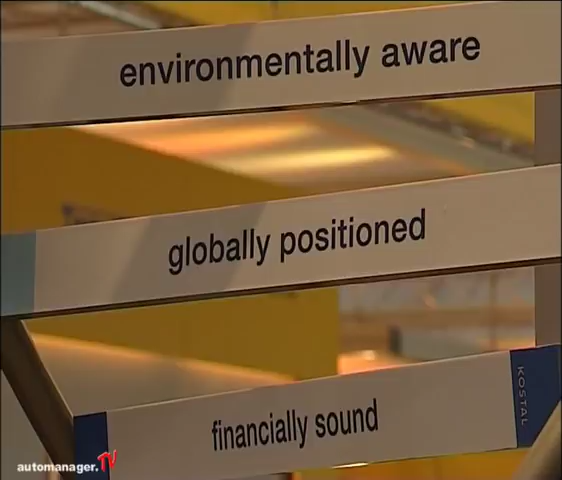 environmentally aware
globally positioned
financially sound
KOSTAL
automanager.TV